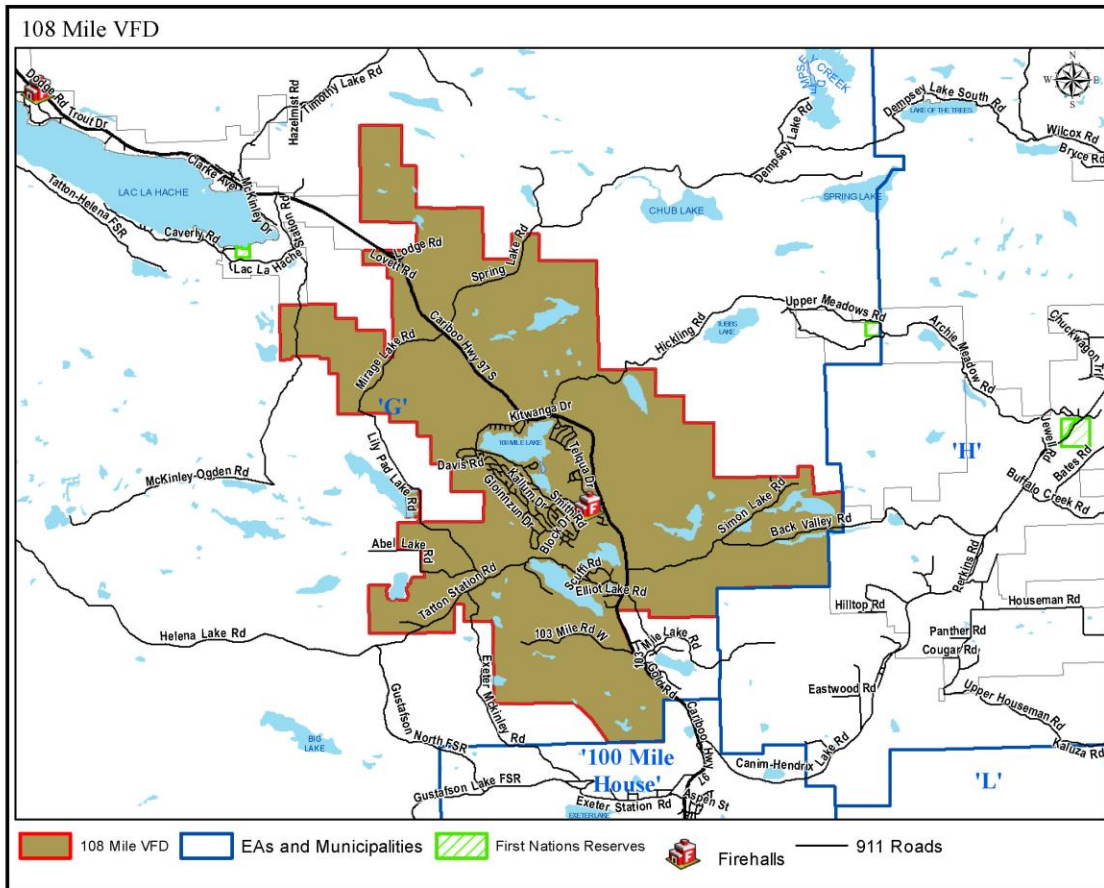 108 Mile VFD
N
W
E
S
Dodge Rd
Trout Dr
Hazelmist Rd
Timothy Lake Rd
Clarke Ave
McKinley Dr
LAC LA HACHE
Tatton-Helena FSR
Caverly Rd
Lac La Hache
Station Rd
Lodge Rd
Lovett Rd
Spring Lake Rd
Dempsey Lake Rd
Dempsey Lake South Rd
LAKE OF THE TREES
Wilcox Rd
Bryce Rd
CREEK
CHUB LAKE
SPRING LAKE
Cariboo Hwy 97 S
Mirage Lake Rd
Hickling Rd
TUBBS
LAKE
Upper Meadows Rd
Archie Meadow Rd
Chuckwagon Trl
'G'
Kitwanga Dr
108 MILE LAKE
Telqua Dr
Davis Rd
Kallum Dr
Gloinnzun Dr
Smith Rd
Block Dr
F
Lily Pad Lake Rd
McKinley-Ogden Rd
'H'
Jewell Rd
Bates Rd
Buffalo Creek Rd
Simon Lake Rd
Back Valley Rd
Abel Lake
Rd
Tatton Station Rd
Scuffi Rd
Elliot Lake Rd
Perkins Rd
Hilltop Rd
Houseman Rd
Panther Rd
Cougar Rd
Helena Lake Rd
103 Mile Rd W
103
Mile Lake Rd
Gold Rd
Exeter Mckinley Rd
Eastwood Rd
Upper Houseman Rd
Kaluza Rd
Gustafson
North FSR
BIG
LAKE
Cariboo Hwy
97
Canim-Hendrix
Lake Rd
'100 Mile
House'
'L'
Gustafson Lake FSR
Exeter Station Rd
Aspen St
EXETER LAKE
108 Mile VFD
EAs and Municipalities
First Nations Reserves
F
Firehalls
911 Roads